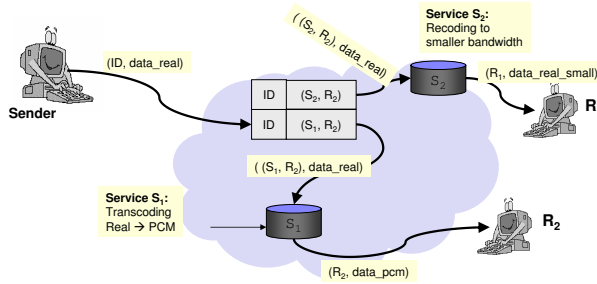 Service S2:
Recoding to
smaller bandwidth
( (S2, R2), data_real)
(ID, data_real)
S2
(R1, data_real_small)
Sender
R
ID (S2, R2)
ID (S1, R2)
( (S1, R2), data_real)
Service S1:
Transcoding
Real → PCM
S1
R2
(R2, data_pcm)